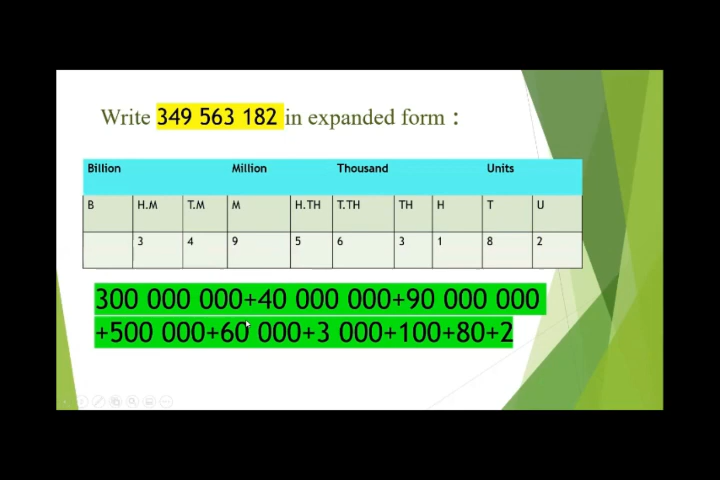 Write 349 563 182 in expanded form :
Billion Million Thousand Units
B H.M T.M M H.TH T.TH TH H T U
3 4 9 5 6 3 1 8 2
300 000 000+40 000 000+90 000 000
+500 000+60 000+3 000+100+80+2